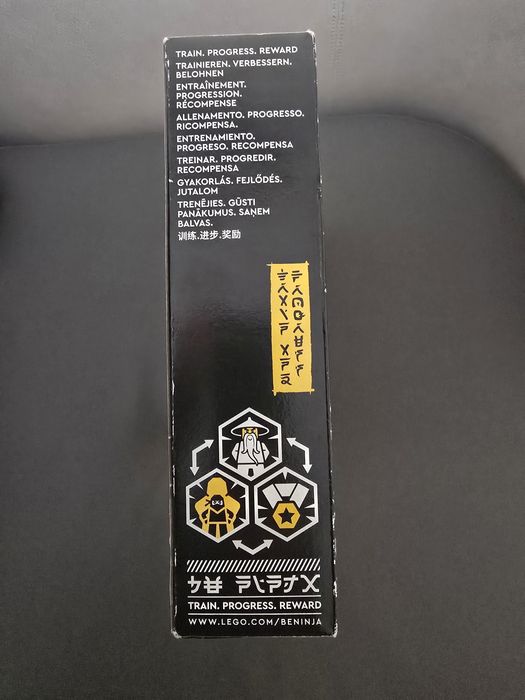 TRAIN. PROGRESS. REWARD
TRAINIEREN. VERBESSERN.
BELOHNEN
ENTRAÎNEMENT.
PROGRESSION.
RÉCOMPENSE
ALLENAMENTO. PROGRESSO.
RICOMPENSA.
ENTRENAMIENTO.
PROGRESO. RECOMPENSA
TREINAR. PROGREDIR.
RECOMPENSA
GYAKORLÁS. FEJLŐDÉS.
JUTALOM
TRENĒJIES. GŪSTI
PANĀKUMUS. SAŅEM
BALVAS.
训练.进步.奖励
TRAIN. PROGRESS. REWARD
WWW.LEGO.COM/BENINJA